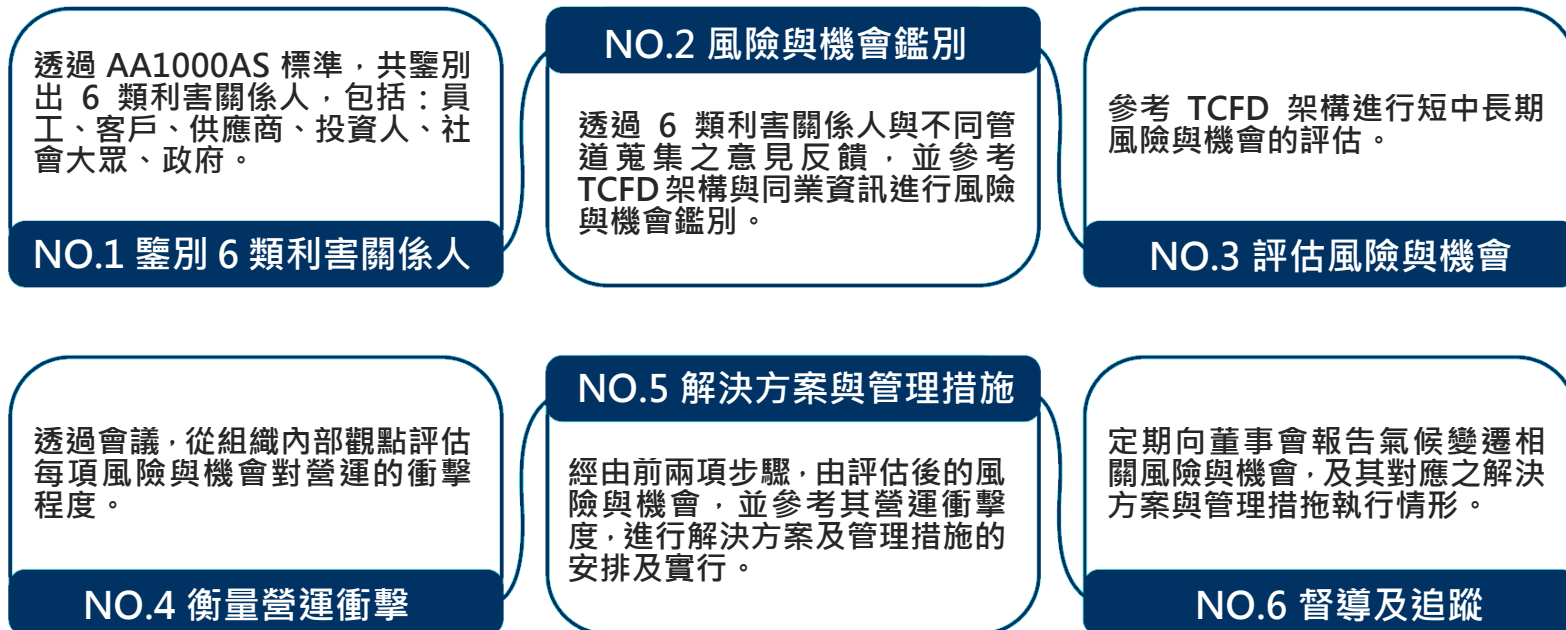 透過 AA1000AS 標準，共鑒別
出 6 類利害關係人，包括：員
工、客戶、供應商、投資人、社
會大眾、政府。
NO.1 鑒別 6 類利害關係人
NO.2 風險與機會鑑別
透過 6 類利害關係人與不同管
道蒐集之意見反饋，並參考
TCFD 架構與同業資訊進行風險
與機會鑑別。
參考 TCFD 架構進行短中長期
風險與機會的評估。
NO.3 評估風險與機會
透過會議，從組織內部觀點評估
每項風險與機會對營運的衝擊
程度。
NO.4 衡量營運衝擊
NO.5 解決方案與管理措施
經由前兩項步驟，由評估後的風
險與機會，並參考其營運衝擊
度，進行解決方案及管理措施的
安排及實行。
定期向董事會報告氣候變遷相
關風險與機會，及其對應之解決
方案與管理措拖執行情形。
NO.6 督導及追蹤